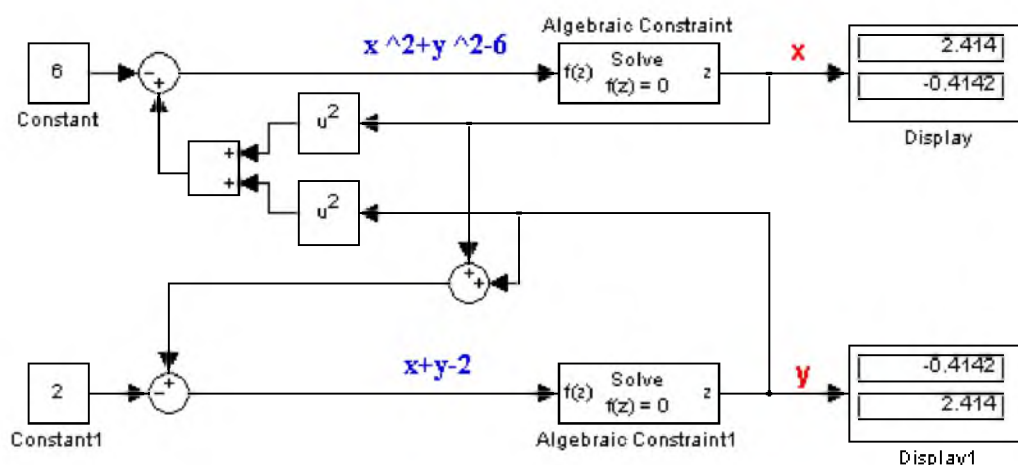 x ^2+y ^2-6
Algebraic Constraint
6
−
+
f(z)
Solve
f(z) = 0
z
x
2.414
-0.4142
Constant
Display
u2
+
+
u2
+
+
x+y-2
2
+
−
f(z)
Solve
f(z) = 0
z
y
-0.4142
2.414
Constant1
Algebraic Constraint1
Display1